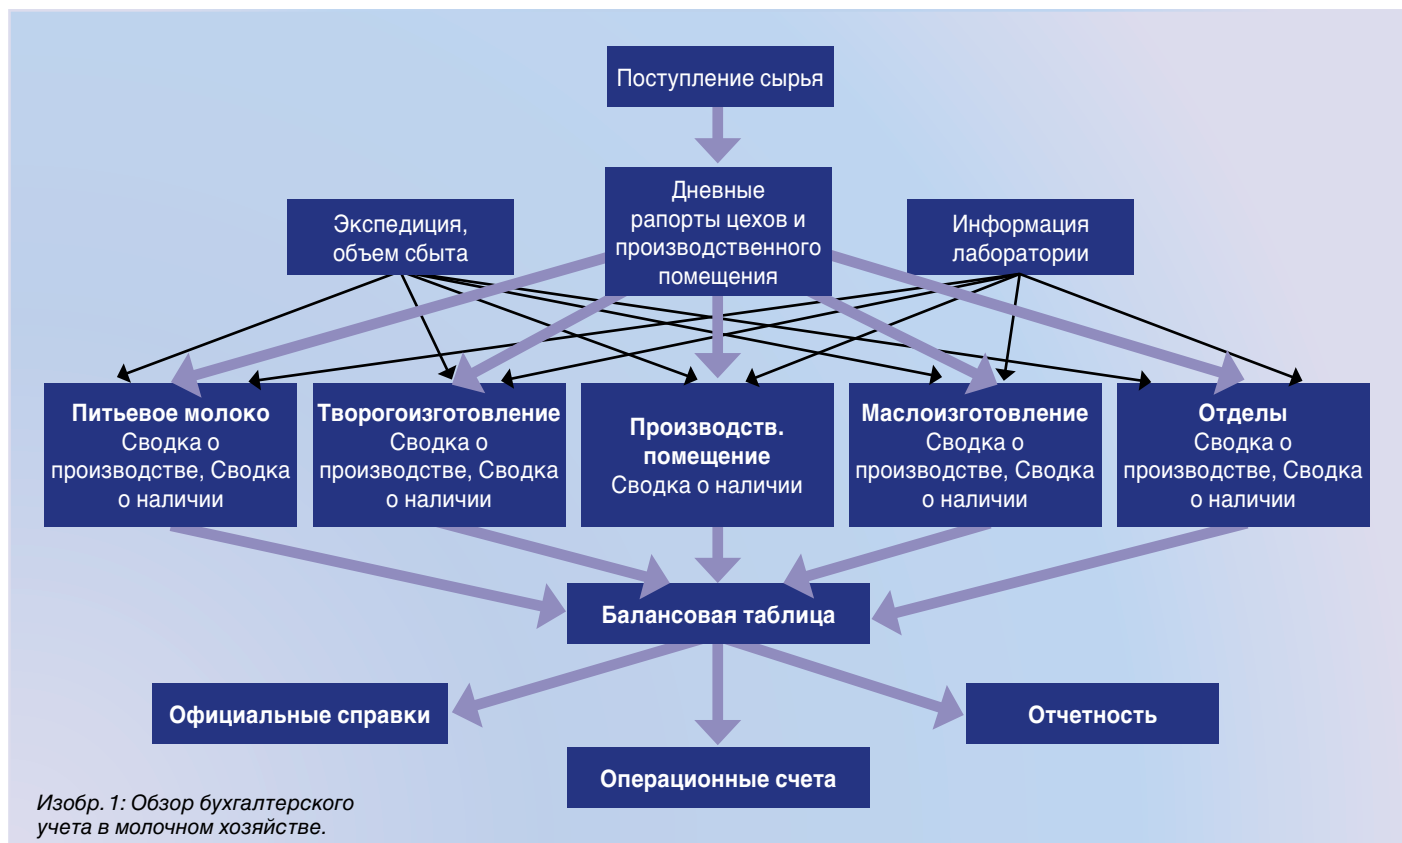 Поступление сырья
Дневные
рапорты цехов и
производственного
помещения
Экспедиция,
объем сбыта
Информация
лаборатории
Питьевое молоко
Сводка о
производстве, Сводка
о наличии
Творогоизготовление
Сводка о
производстве, Сводка
о наличии
Производств.
помещение
Сводка о наличии
Маслоизготовление
Сводка о
производстве, Сводка
о наличии
Отделы
Сводка о
производстве, Сводка
о наличии
Балансовая таблица
Официальные справки
Отчетность
Операционные счета
Изобр. 1: Обзор бухгалтерского
учета в молочном хозяйстве.